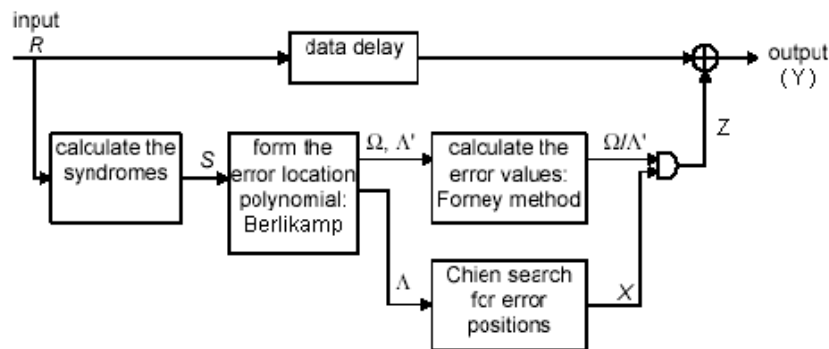 input
R
data delay
output
(Y)
Z
calculate the
syndromes
S
form the
error location
polynomial:
Berlikamp
Ω, Λ'
calculate the
error values:
Forney method
Ω/Λ'
Λ
Chien search
for error
positions
X